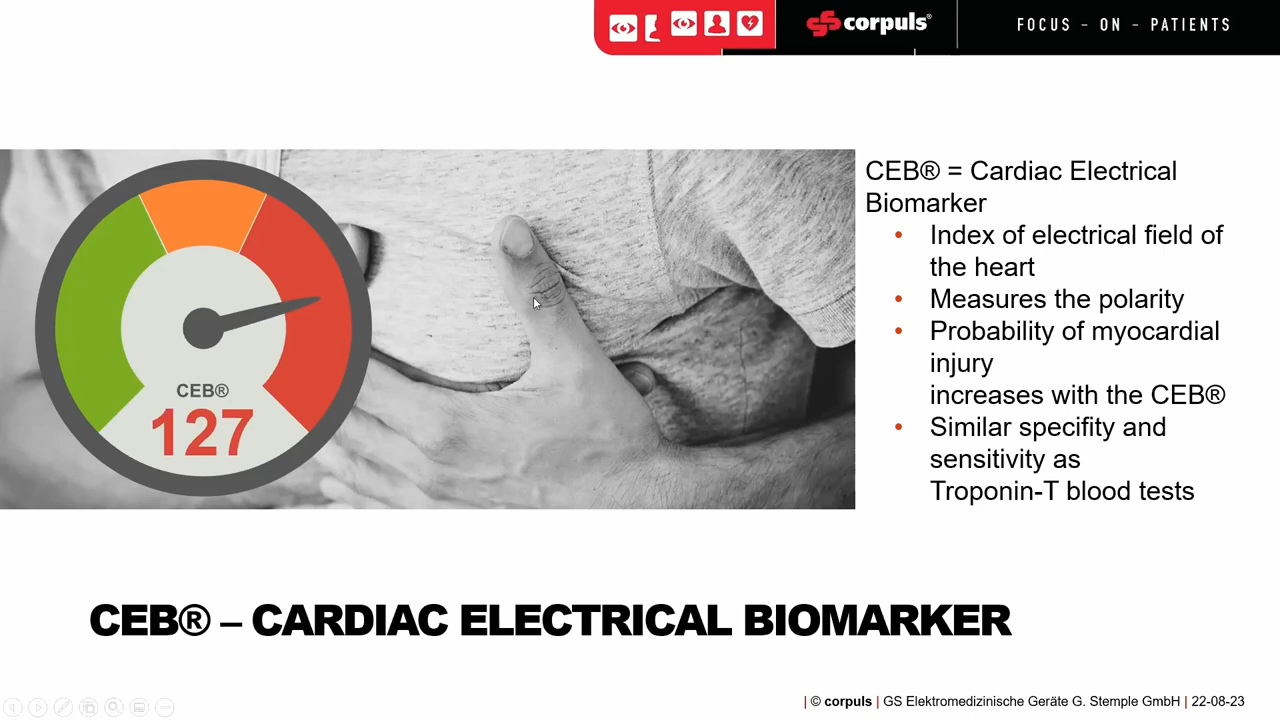 corpuls®
FOCUS - ON - PATIENTS
CEB® = Cardiac Electrical
Biomarker
• Index of electrical field of
the heart
• Measures the polarity
• Probability of myocardial
injury
increases with the CEB®
• Similar specifity and
sensitivity as
Troponin-T blood tests
CEB®
127
CEB® – CARDIAC ELECTRICAL BIOMARKER
| © corpuls | GS Elektromedizinische Geräte G. Stemple GmbH | 22-08-23